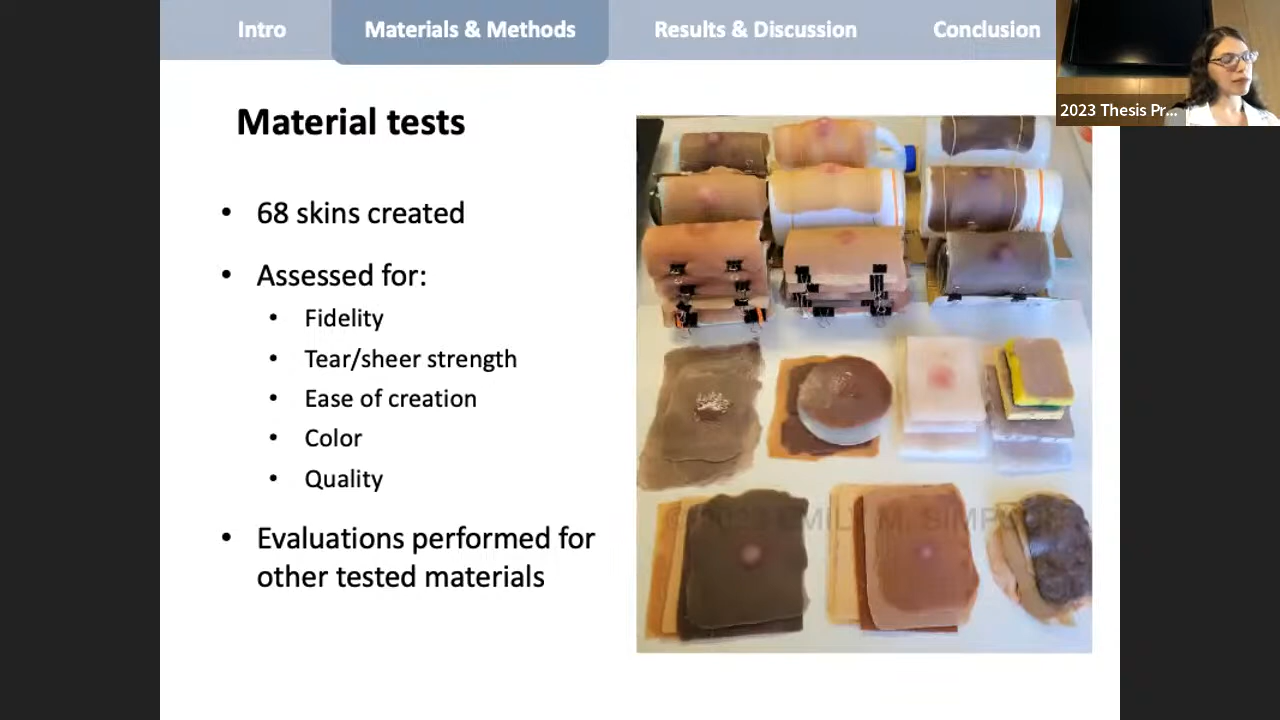 Intro
Materials & Methods
Results & Discussion
Conclusion
2023 Thesis Pr...
Material tests
• 68 skins created
• Assessed for:
• Fidelity
• Tear/sheer strength
• Ease of creation
• Color
• Quality
• Evaluations performed for
other tested materials